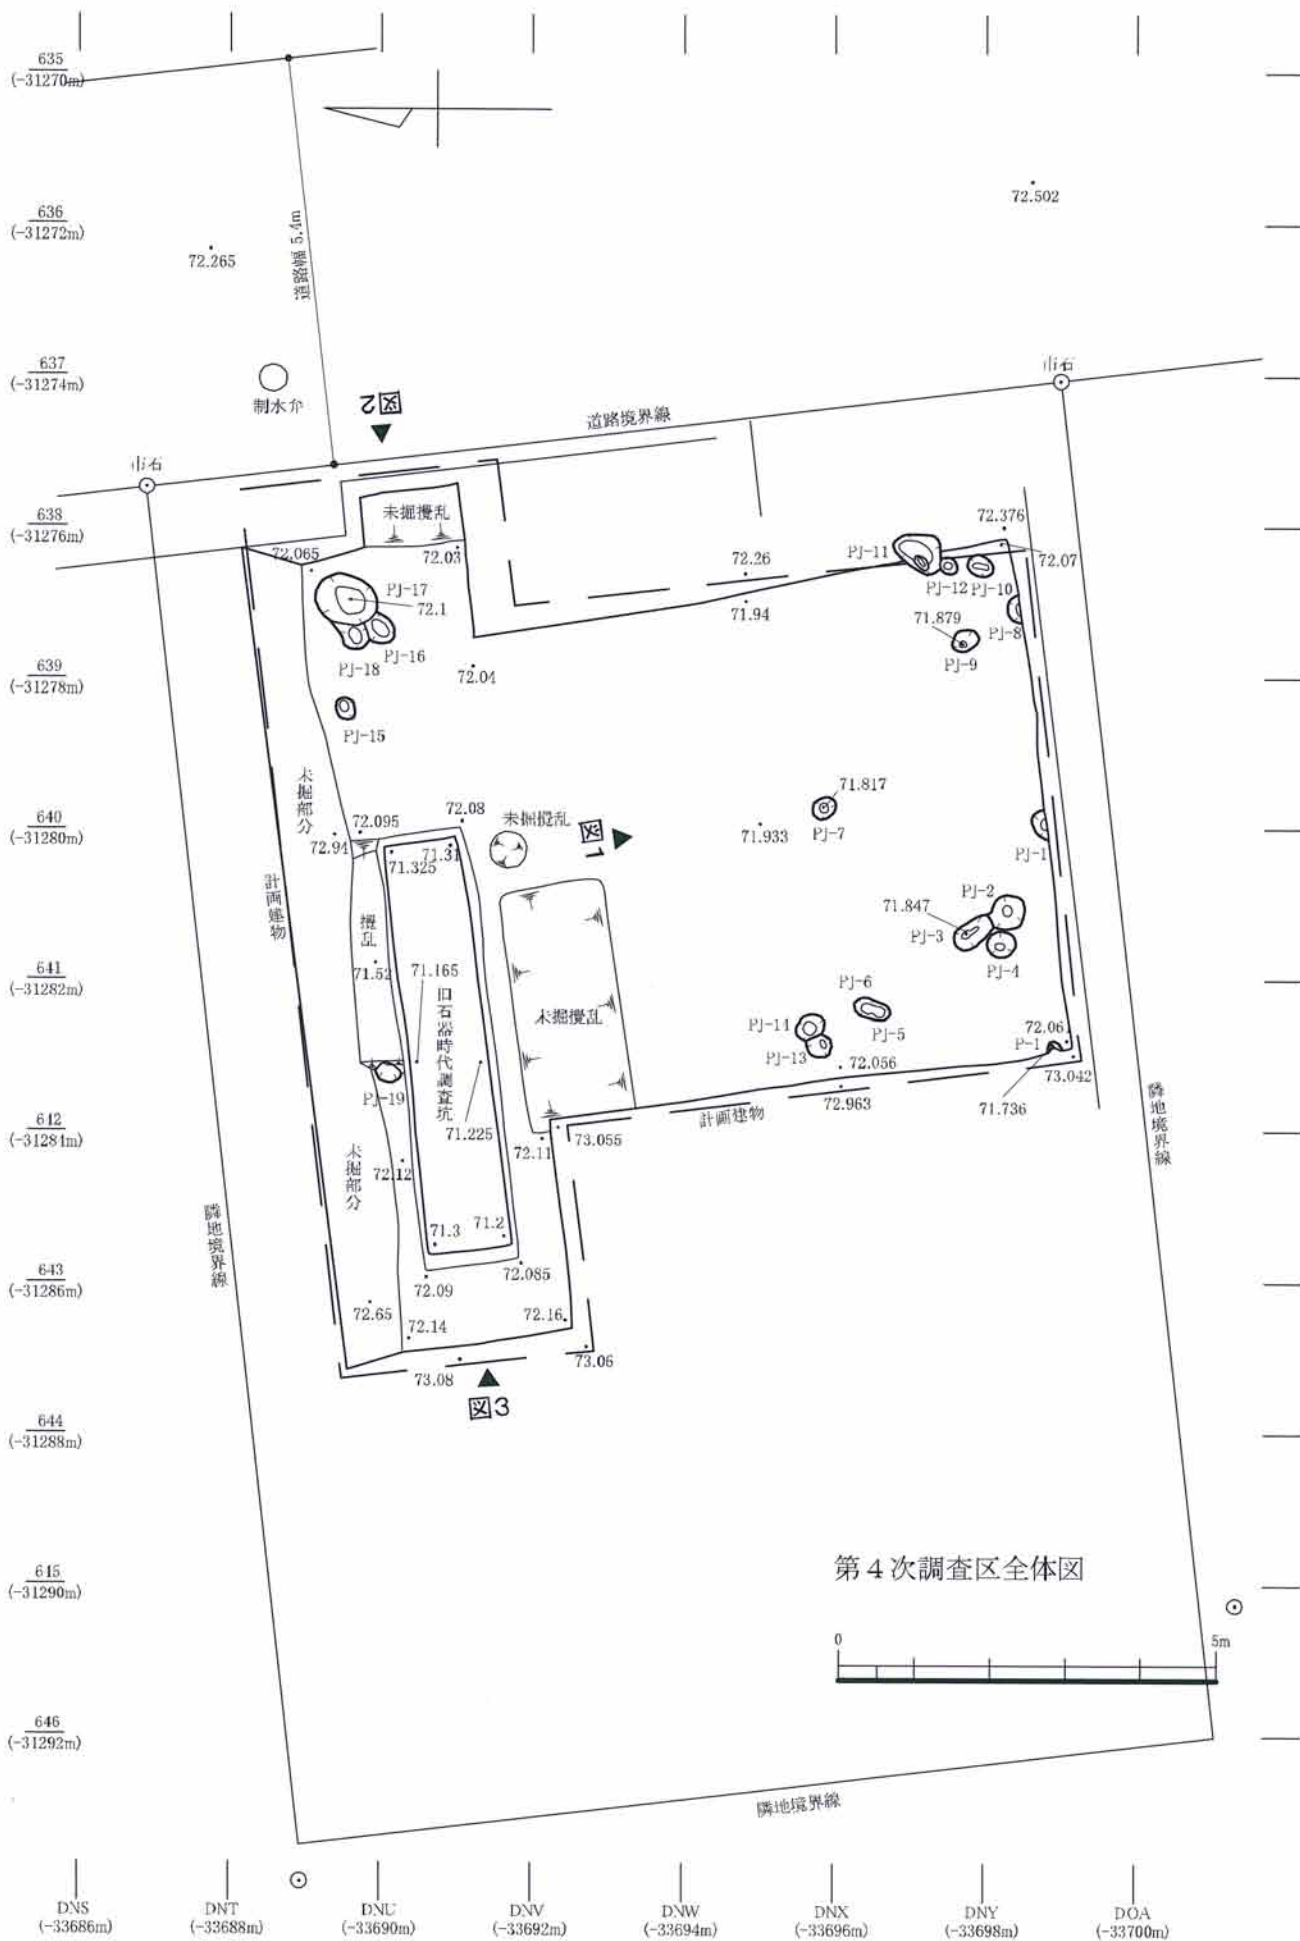 635
(-31270m)
636
(-31272m)
637
(-31274m)
638
(-31276m)
639
(-31278m)
640
(-31280m)
641
(-31282m)
642
(-31284m)
643
(-31286m)
644
(-31288m)
645
(-31290m)
646
(-31292m)
72.502
72.265
道路幅 5.4m
制水弁
図2
市石
道路境界線
市石
未掘攪乱
72.065
72.03
72.376
72.07
PJ-11
72.26
PJ-12
PJ-10
PJ-17
72.1
71.94
71.879
PJ-8
PJ-9
PJ-18
PJ-16
72.04
PJ-15
未掘部分
72.94
72.095
72.08
未掘攪乱
図1
71.325
71.31
71.817
PJ-7
71.933
PJ-1
計画建物
攪乱
71.52
71.165
旧石器時代調査坑
71.225
未掘攪乱
PJ-2
71.847
PJ-3
PJ-4
PJ-6
PJ-5
PJ-14
PJ-13
72.06
P-1
72.056
73.042
72.963
71.736
計画建物
PJ-19
73.055
72.11
72.12
未掘部分
隣地境界線
隣地境界線
71.3
71.2
72.09
72.085
72.65
72.14
72.16
73.08
73.06
図3
第4次調査区全体図
0
5m
隣地境界線
DNS
(-33686m)
DNT
(-33688m)
DNU
(-33690m)
DNV
(-33692m)
DNW
(-33694m)
DNX
(-33696m)
DNY
(-33698m)
DOA
(-33700m)